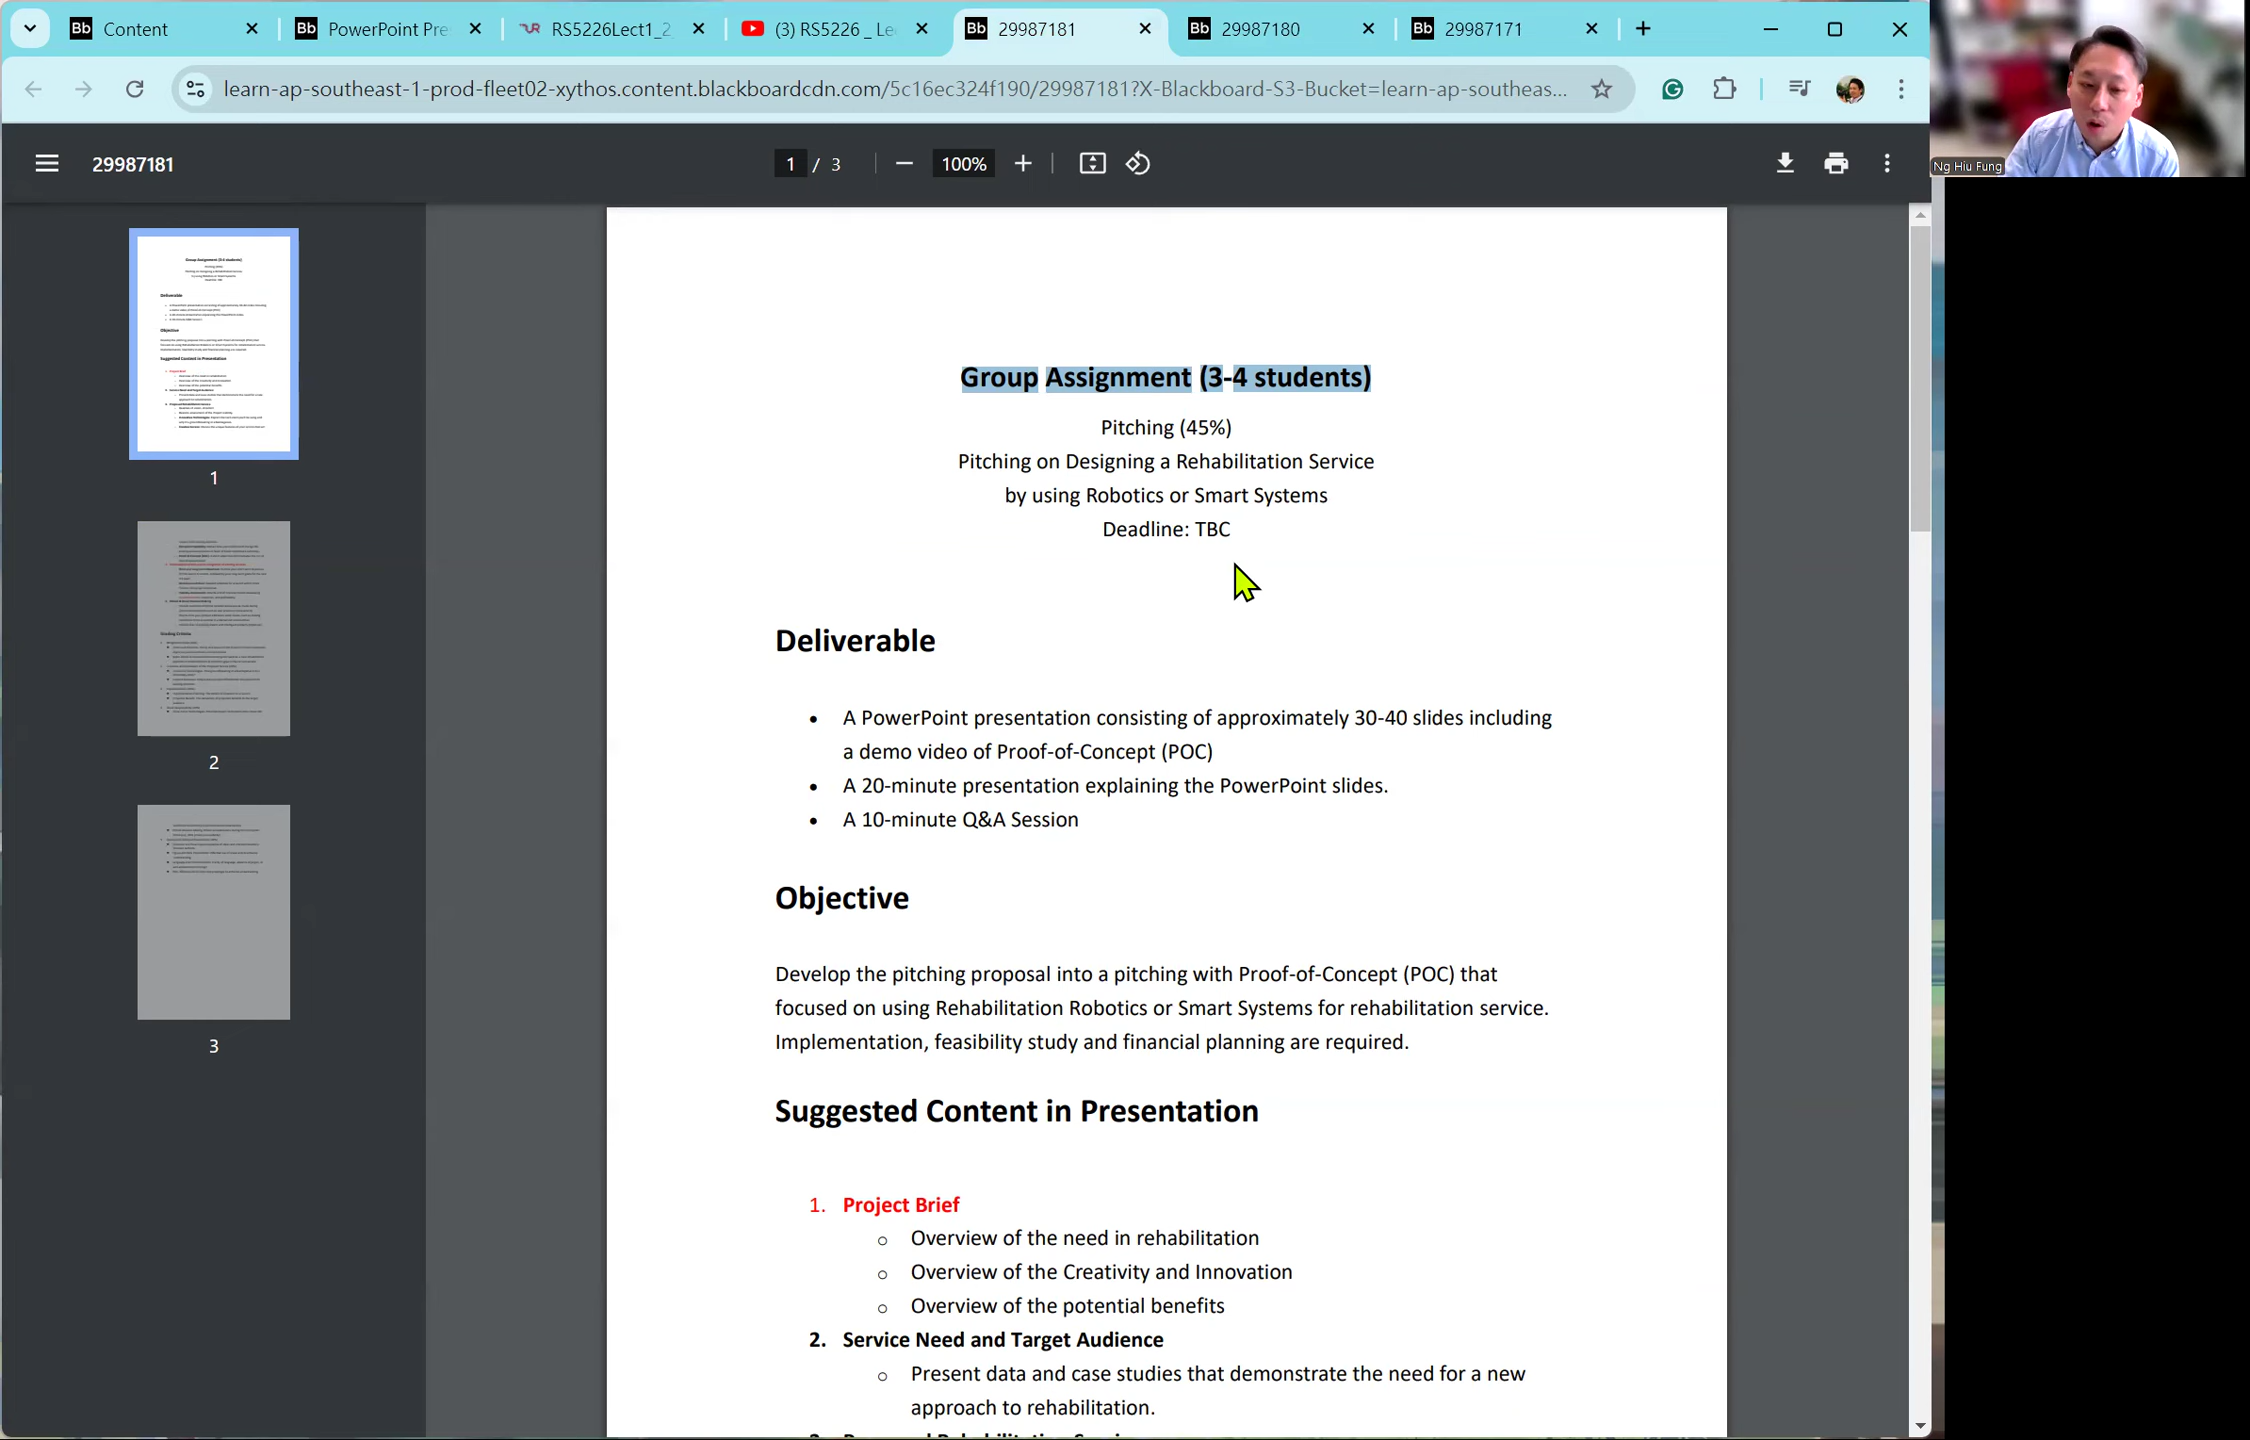 Content
PowerPoint Pre
RS5226Lect1_2
(3) RS5226 _ Le
29987181
29987180
29987171
learn-ap-southeast-1-prod-fleet02-xythos.content.blackboardcdn.com/5c16ec324f190/29987181?X-Blackboard-S3-Bucket=learn-ap-southeas...
Ng Hiu Fung
29987181
1 / 3
100%
1
2
3
Group Assignment (3-4 students)
Pitching (45%)
Pitching on Designing a Rehabilitation Service
by using Robotics or Smart Systems
Deadline: TBC
Deliverable
• A PowerPoint presentation consisting of approximately 30-40 slides including
a demo video of Proof-of-Concept (POC)
• A 20-minute presentation explaining the PowerPoint slides.
• A 10-minute Q&A Session
Objective
Develop the pitching proposal into a pitching with Proof-of-Concept (POC) that
focused on using Rehabilitation Robotics or Smart Systems for rehabilitation service.
Implementation, feasibility study and financial planning are required.
Suggested Content in Presentation
1. Project Brief
o Overview of the need in rehabilitation
o Overview of the Creativity and Innovation
o Overview of the potential benefits
2. Service Need and Target Audience
o Present data and case studies that demonstrate the need for a new
approach to rehabilitation.